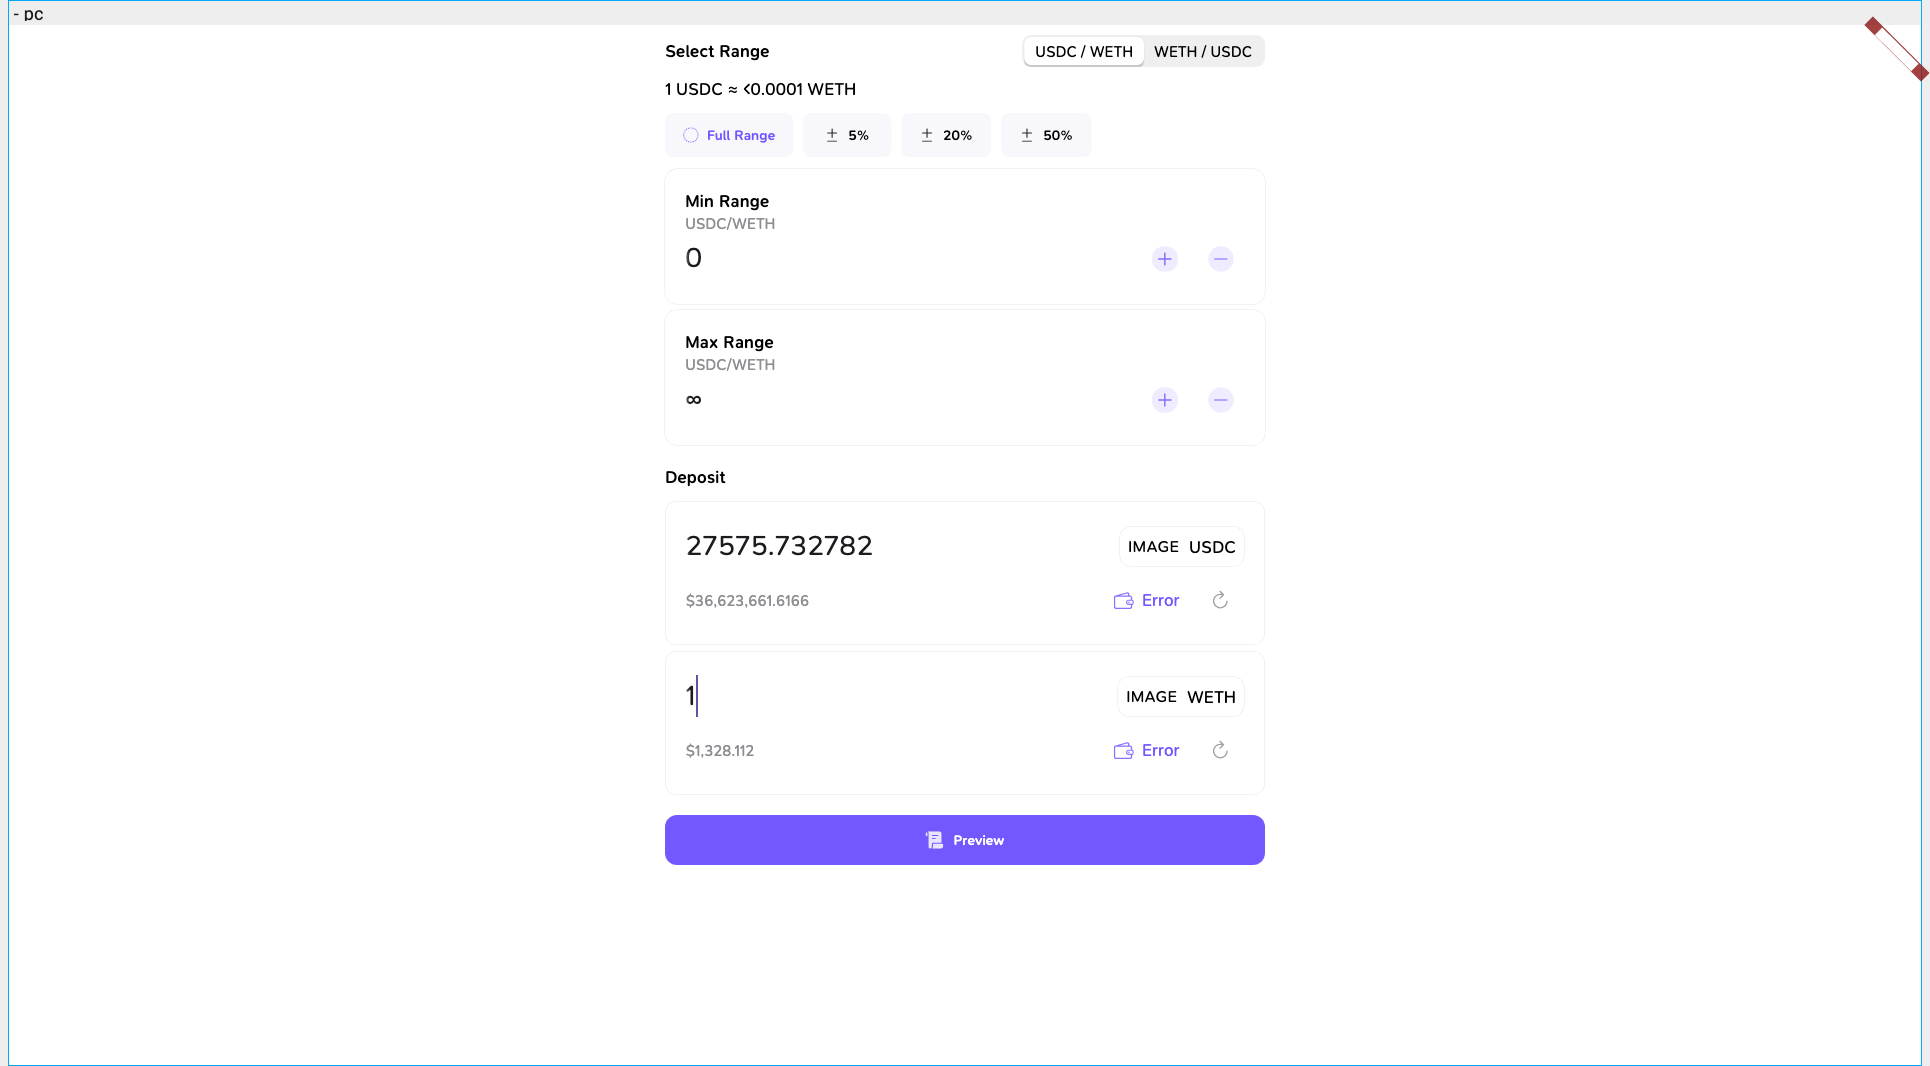 - pc
Select Range
USDC / WETH WETH / USDC
1 USDC ≈ <0.0001 WETH
Full Range ± 5% ± 20% ± 50%
Min Range
USDC/WETH
0
Max Range
USDC/WETH
∞
Deposit
27575.732782 IMAGE USDC
$36,623,661.6166 Error
1 IMAGE WETH
$1,328.112 Error
Preview